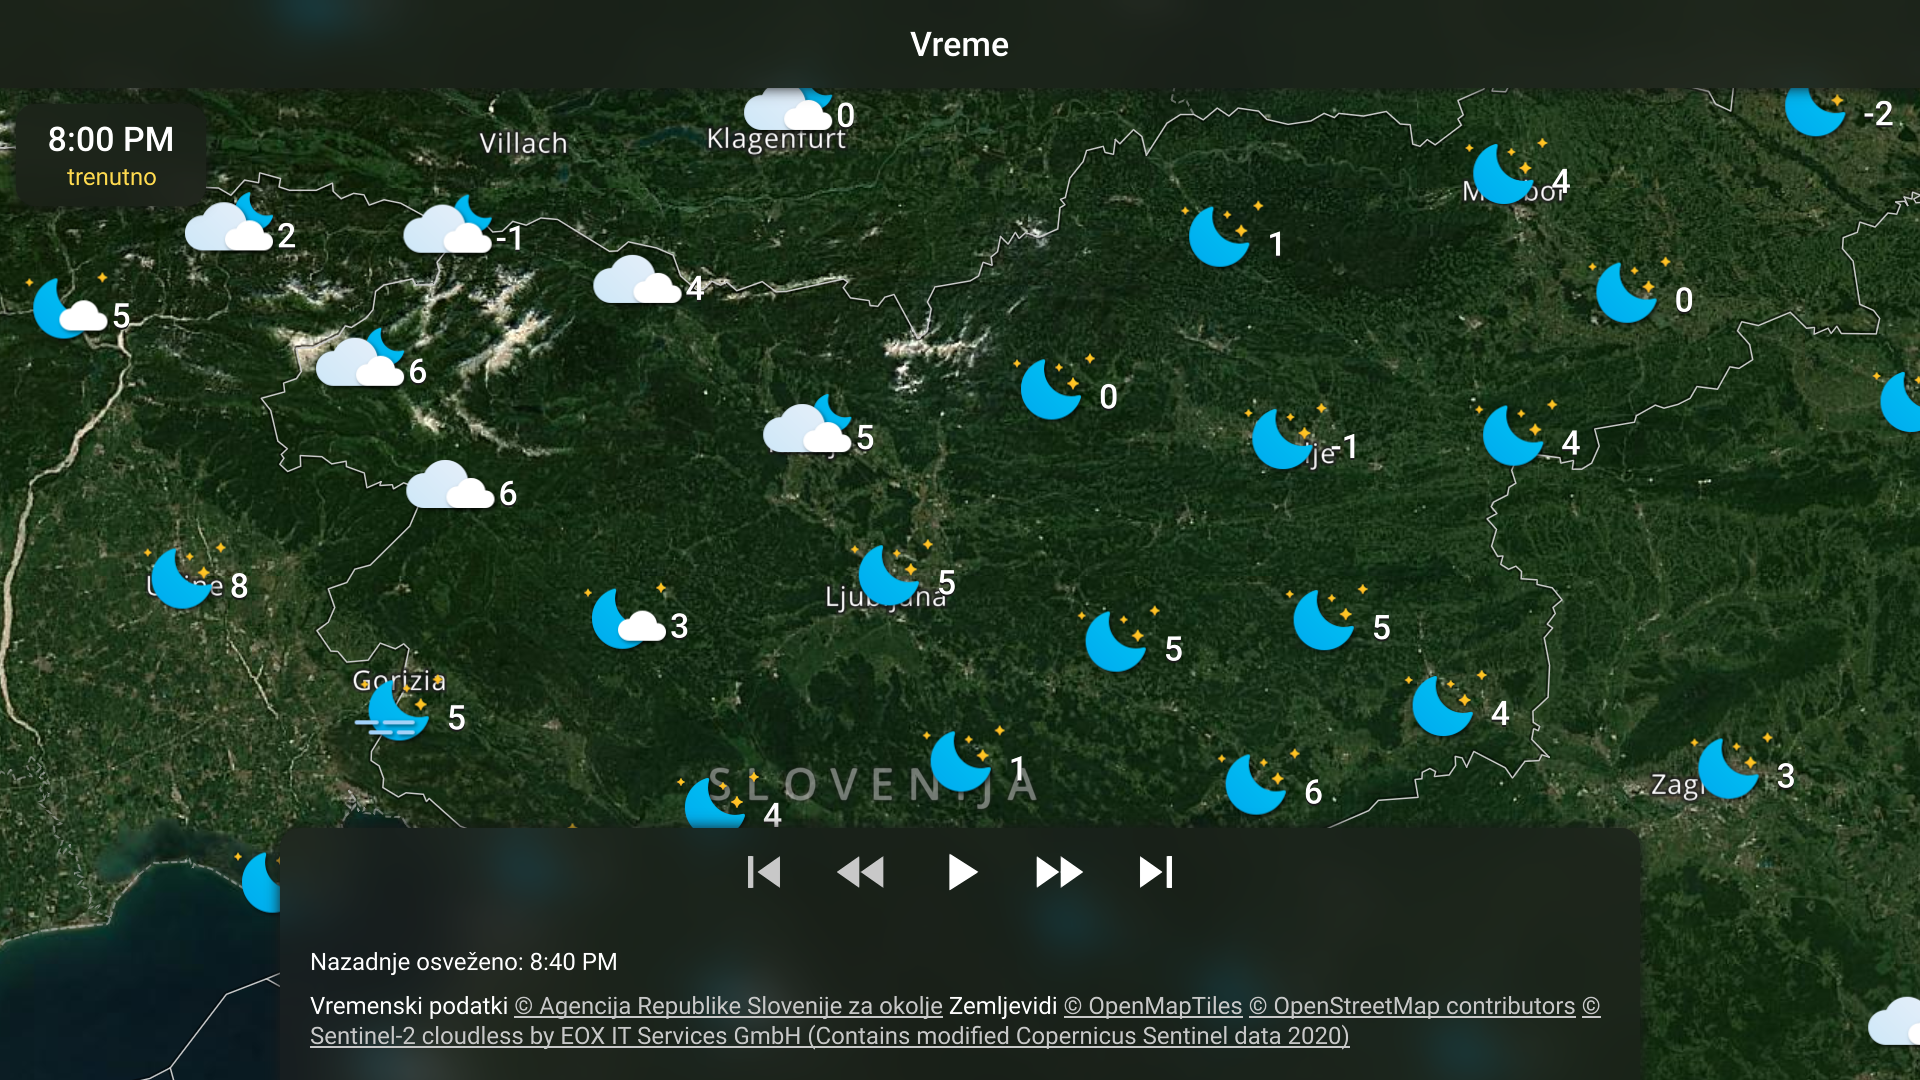 Vreme
8:00 PM
trenutno
Villach
Klagenfurt
0
-2
4
2
-1
1
4
0
5
6
0
5
-1
4
6
8
Ljubljana
5
3
5
5
Gorizia
5
4
1
SLOVENIJA
6
3
4
Nazadnje osveženo: 8:40 PM
Vremenski podatki © Agencija Republike Slovenije za okolje Zemljevidi © OpenMapTiles © OpenStreetMap contributors ©
Sentinel-2 cloudless by EOX IT Services GmbH (Contains modified Copernicus Sentinel data 2020)